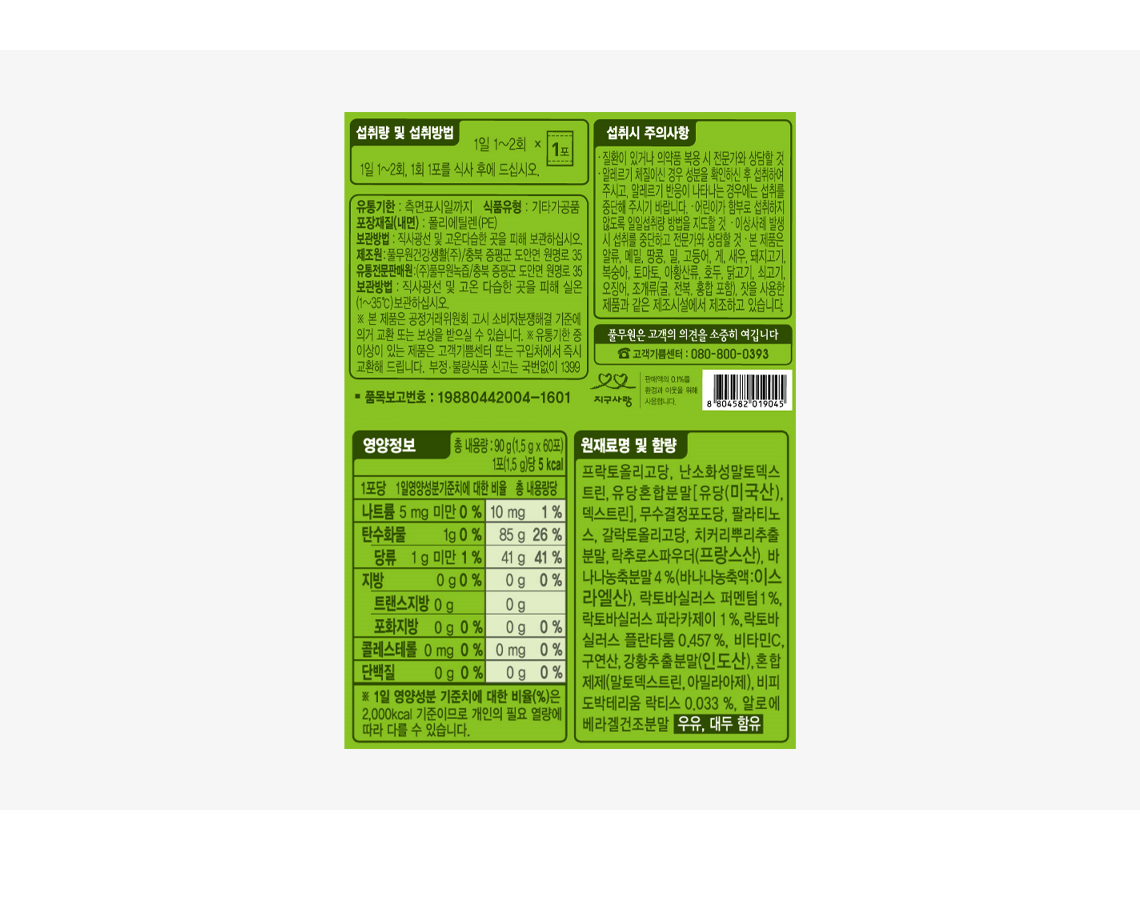 섭취량 및 섭취방법
1일 1~2회 × 1포
1일 1~2회, 1회 1포를 식사 후에 드십시오.
유통기한 : 측면표시일까지 식품유형 : 기타가공품
포장재질(내면) : 폴리에틸렌(PE)
보관방법 : 직사광선 및 고온다습한 곳을 피해 보관하십시오.
제조원 : 풀무원건강생활(주)/충북 증평군 도안면 원명로 35
유통전문판매원 : (주)풀무원녹즙/충북 증평군 도안면 원명로 35
보관방법 : 직사광선 및 고온 다습한 곳을 피해 실온
(1~35℃)보관하십시오.
※ 본 제품은 공정거래위원회 고시 소비자분쟁해결 기준에
의거 교환 또는 보상을 받으실 수 있습니다. ※ 유통기한 중
이상이 있는 제품은 고객기쁨센터 또는 구입처에서 즉시
교환해 드립니다. 부정·불량식품 신고는 국번없이 1399
▪ 품목보고번호 : 19880442004-1601
섭취시 주의사항
· 질환이 있거나 의약품 복용 시 전문가와 상담할 것
· 알레르기 체질이신 경우 성분을 확인하신 후 섭취하여
주시고, 알레르기 반응이 나타나는 경우에는 섭취를
중단해 주시기 바랍니다. · 어린이가 함부로 섭취하지
않도록 일일섭취량 방법을 지도할 것 · 이상사례 발생
시 섭취를 중단하고 전문가와 상담할 것 · 본 제품은
알류, 메밀, 땅콩, 밀, 고등어, 게, 새우, 돼지고기,
복숭아, 토마토, 아황산류, 호두, 닭고기, 쇠고기,
오징어, 조개류(굴, 전복, 홍합 포함), 잣을 사용한
제품과 같은 제조시설에서 제조하고 있습니다.
풀무원은 고객의 의견을 소중히 여깁니다
☎ 고객기쁨센터 : 080-800-0393
지구사랑
판매액의 0.1%를
환경과 이웃을 위해
사용합니다.
8 804582 019045
영양정보
총 내용량 : 90 g(1.5 g x 60포)
1포(1.5 g)당 5 kcal
1포당 1일영양성분기준치에 대한 비율 총 내용량당
나트륨 5 mg 미만 0 % 10 mg 1 %
탄수화물 1g 0 % 85 g 26 %
당류 1 g 미만 1 % 41 g 41 %
지방 0 g 0 % 0 g 0 %
트랜스지방 0 g 0 g
포화지방 0 g 0 % 0 g 0 %
콜레스테롤 0 mg 0 % 0 mg 0 %
단백질 0 g 0 % 0 g 0 %
※ 1일 영양성분 기준치에 대한 비율(%)은
2,000kcal 기준이므로 개인의 필요 열량에
따라 다를 수 있습니다.
원재료명 및 함량
프락토올리고당, 난소화성말토덱스
트린, 유당혼합분말[유당(미국산),
덱스트린], 무수결정포도당, 팔라티노
스, 갈락토올리고당, 치커리뿌리추출
분말, 락추로스파우더(프랑스산), 바
나나농축분말 4 %(바나나농축액:이스
라엘산), 락토바실러스 퍼멘텀 1 %,
락토바실러스 파라카제이 1 %, 락토바
실러스 플란타룸 0.457 %, 비타민C,
구연산, 강황추출분말(인도산), 혼합
제제(말토덱스트린, 아밀라아제), 비피
도박테리움 락티스 0.033 %, 알로에
베라겔건조분말 우유, 대두 함유